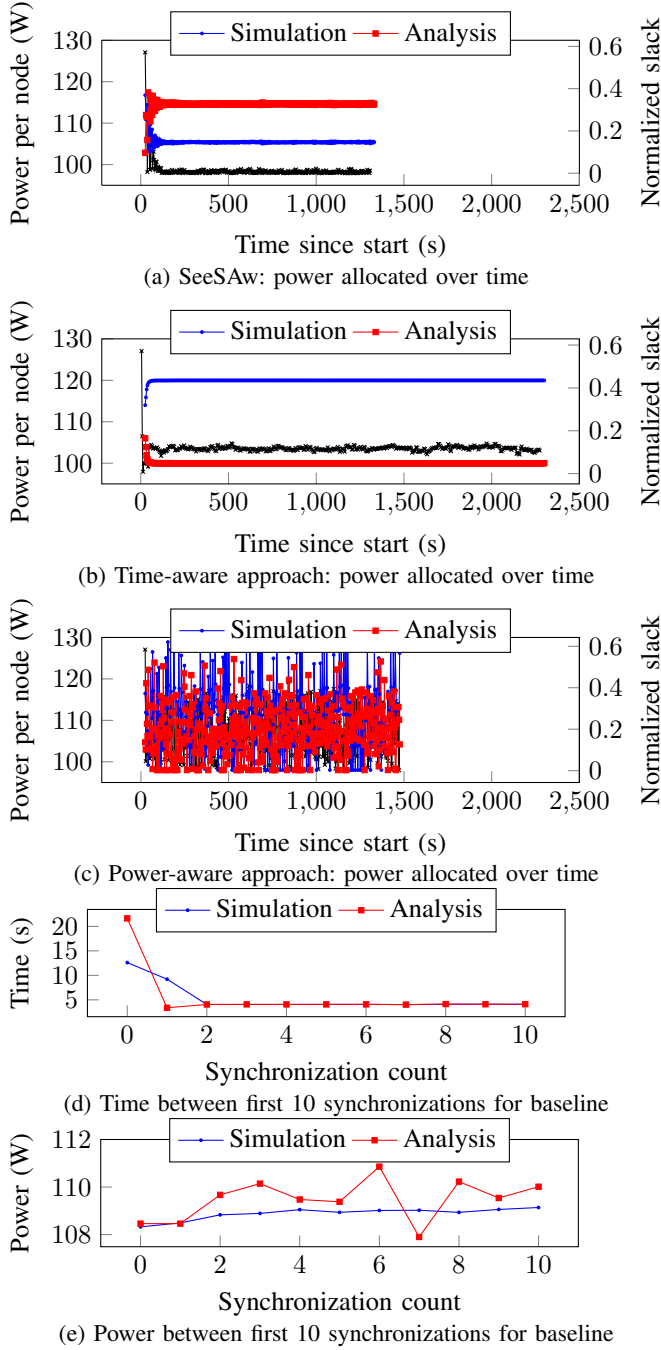 Simulation Analysis
Power per node (W)
130
120
110
100
Normalized slack
0.6
0.4
0.2
0
0 500 1,000 1,500 2,000 2,500
Time since start (s)
(a) SeeSAw: power allocated over time
Simulation Analysis
Power per node (W)
130
120
110
100
Normalized slack
0.6
0.4
0.2
0
0 500 1,000 1,500 2,000 2,500
Time since start (s)
(b) Time-aware approach: power allocated over time
Simulation Analysis
Power per node (W)
130
120
110
100
Normalized slack
0.6
0.4
0.2
0
0 500 1,000 1,500 2,000 2,500
Time since start (s)
(c) Power-aware approach: power allocated over time
Simulation Analysis
Time (s)
20
15
10
5
0 2 4 6 8 10
Synchronization count
(d) Time between first 10 synchronizations for baseline
Simulation Analysis
Power (W)
112
110
108
0 2 4 6 8 10
Synchronization count
(e) Power between first 10 synchronizations for baseline